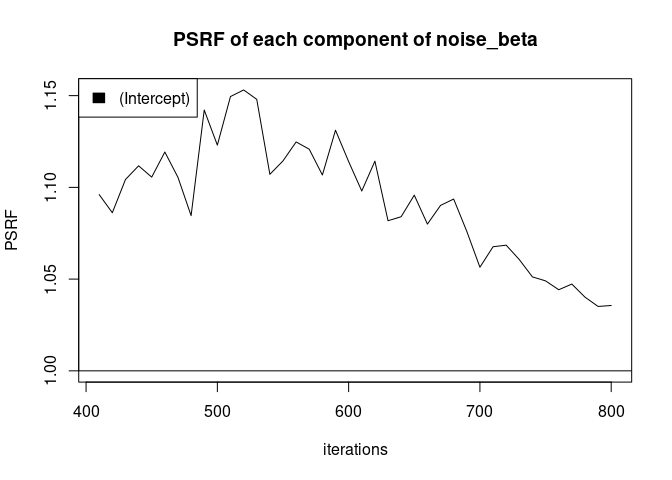 PSRF of each component of noise_beta
(Intercept)
PSRF
1.15
1.10
1.05
1.00
400 500 600 700 800
iterations